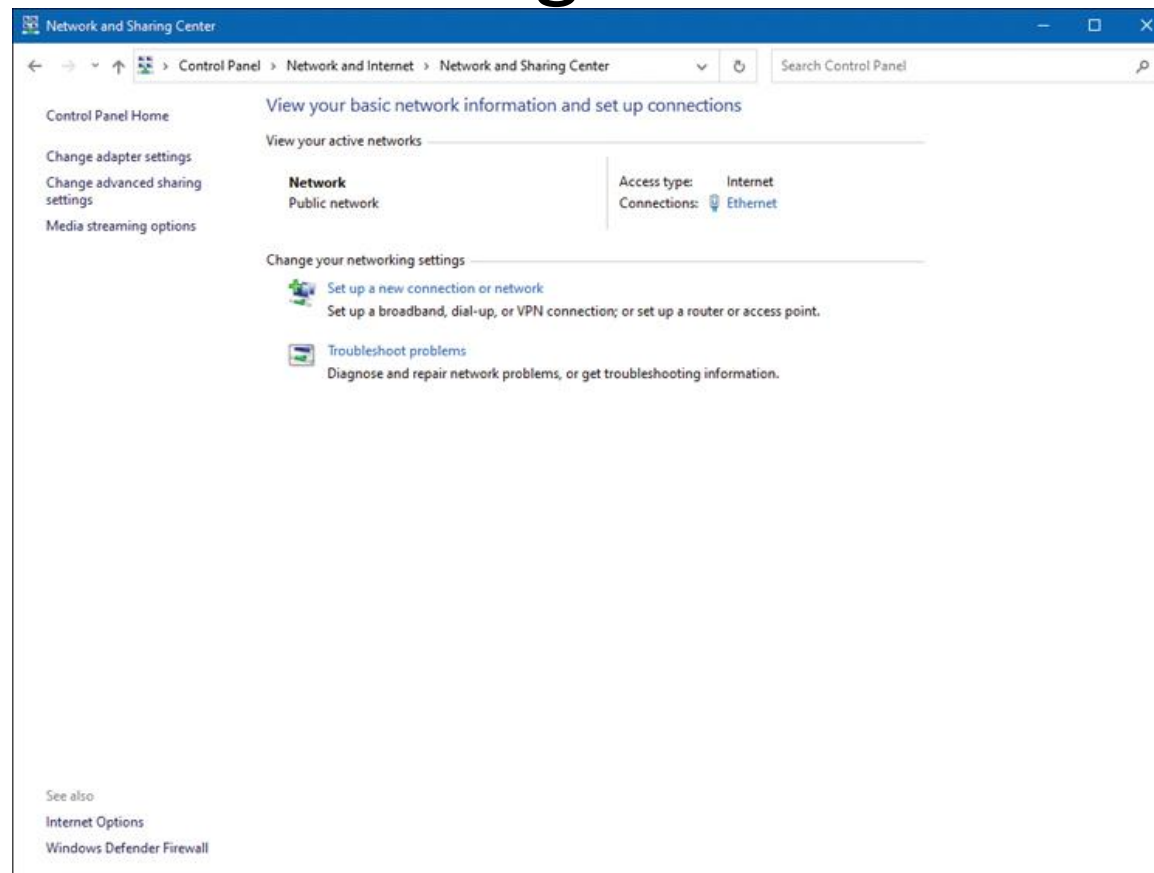 Network and Sharing Center
Control Panel > Network and Internet > Network and Sharing Center
Search Control Panel
Control Panel Home
Change adapter settings
Change advanced sharing
settings
Media streaming options
View your basic network information and set up connections
View your active networks
Network
Public network
Access type: Internet
Connections: Ethernet
Change your networking settings
Set up a new connection or network
Set up a broadband, dial-up, or VPN connection; or set up a router or access point.
Troubleshoot problems
Diagnose and repair network problems, or get troubleshooting information.
See also
Internet Options
Windows Defender Firewall